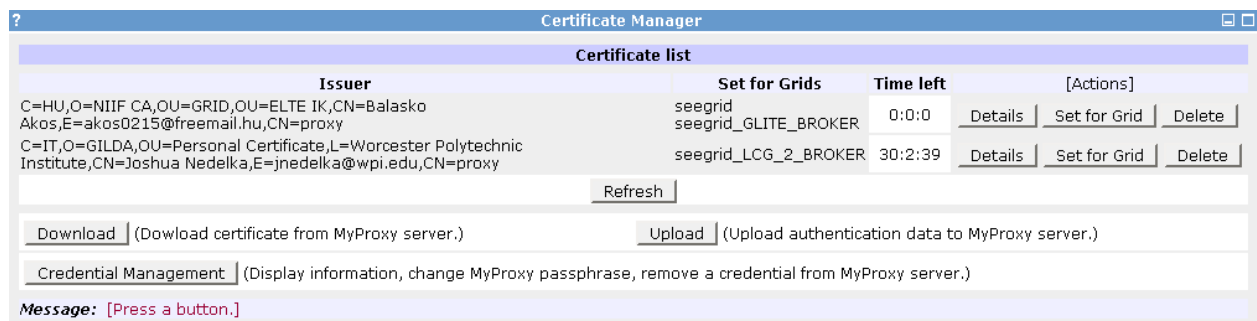 ? Certificate Manager
Certificate list
Issuer Set for Grids Time left [Actions]
C=HU,O=NIIF CA,OU=GRID,OU=ELTE IK,CN=Balasko
Akos,E=akos0215@freemail.hu,CN=proxy
seegrid
seegrid_GLITE_BROKER
0:0:0 Details Set for Grid Delete
C=IT,O=GILDA,OU=Personal Certificate,L=Worcester Polytechnic
Institute,CN=Joshua Nedelka,E=jnedelka@wpi.edu,CN=proxy
seegrid_LCG_2_BROKER 30:2:39 Details Set for Grid Delete
Refresh
Download (Dowload certificate from MyProxy server.) Upload (Upload authentication data to MyProxy server.)
Credential Management (Display information, change MyProxy passphrase, remove a credential from MyProxy server.)
Message: [Press a button.]